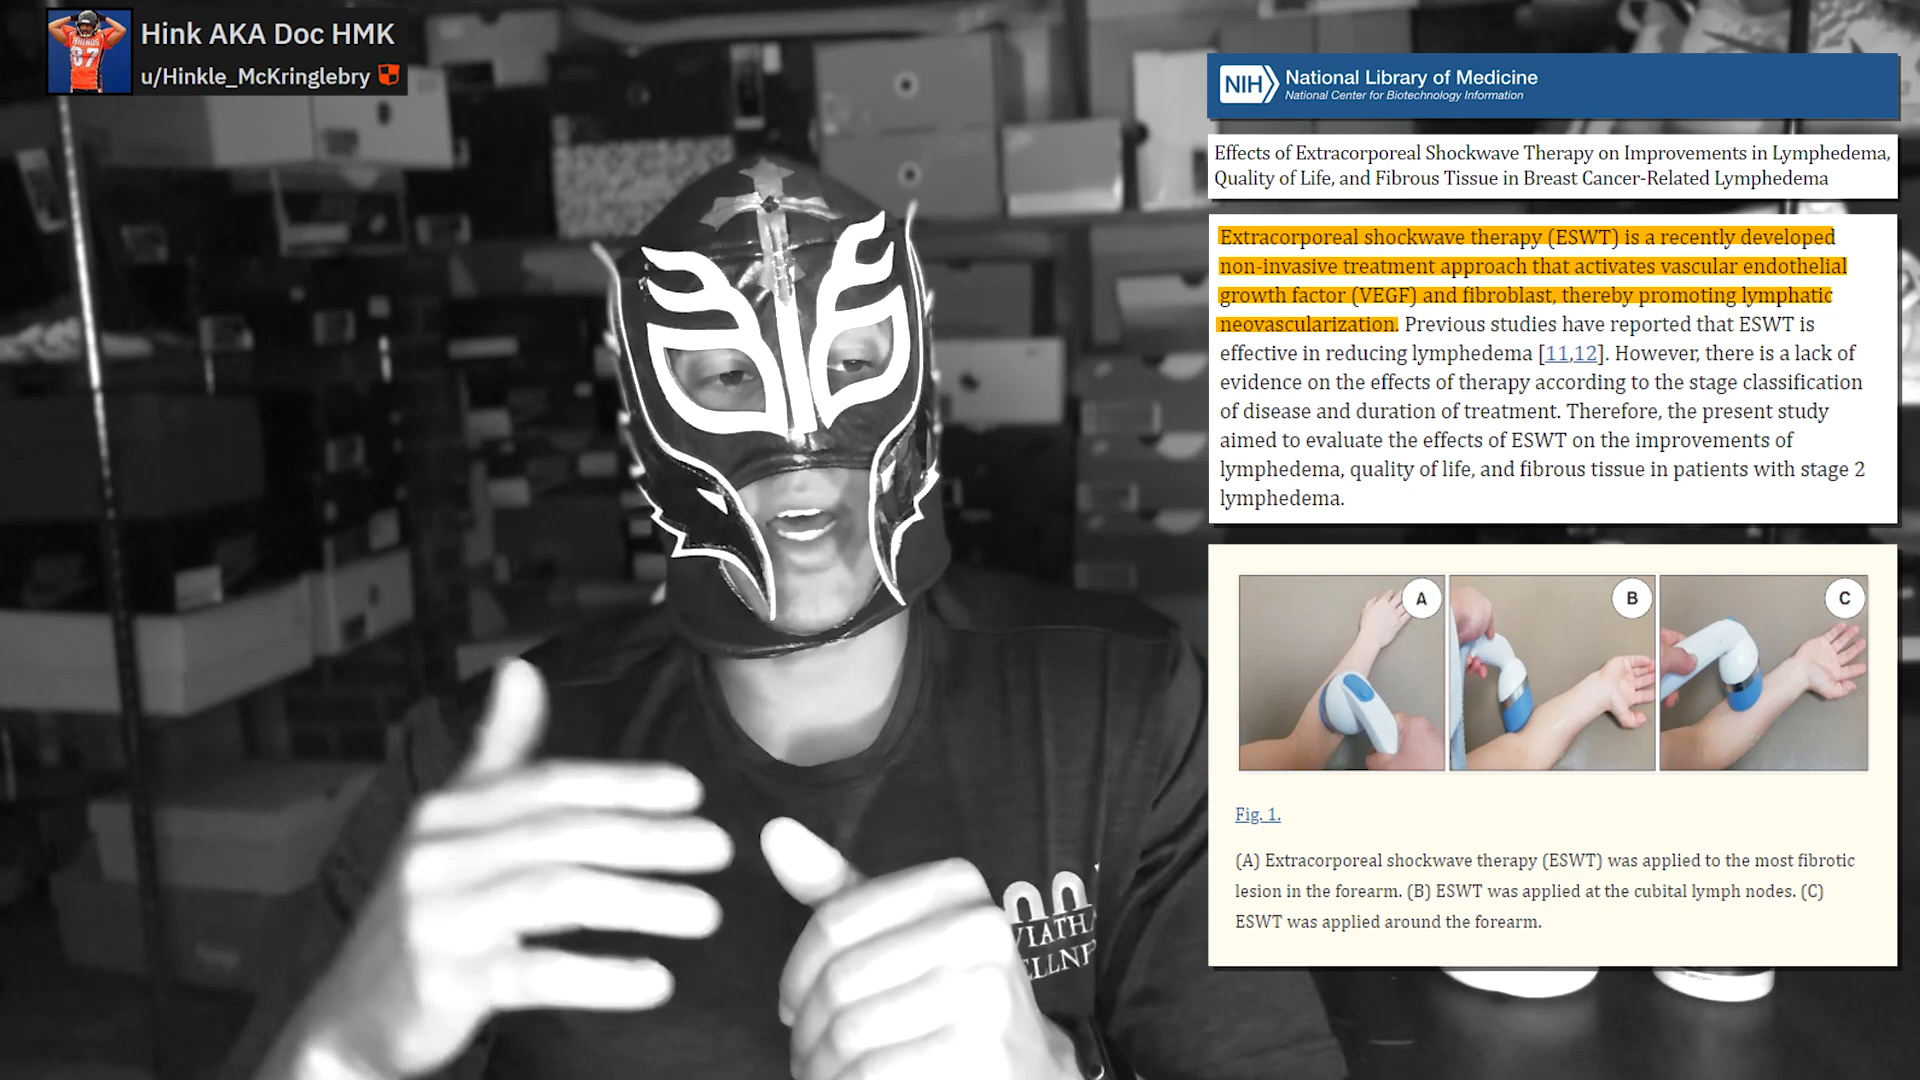 Hink AKA Doc HMK
u/Hinkle_McKringlebry
NIH National Library of Medicine
National Center for Biotechnology Information
Effects of Extracorporeal Shockwave Therapy on Improvements in Lymphedema,
Quality of Life, and Fibrous Tissue in Breast Cancer-Related Lymphedema
Extracorporeal shockwave therapy (ESWT) is a recently developed
non-invasive treatment approach that activates vascular endothelial
growth factor (VEGF) and fibroblast, thereby promoting lymphatic
neovascularization. Previous studies have reported that ESWT is
effective in reducing lymphedema [11,12]. However, there is a lack of
evidence on the effects of therapy according to the stage classification
of disease and duration of treatment. Therefore, the present study
aimed to evaluate the effects of ESWT on the improvements of
lymphedema, quality of life, and fibrous tissue in patients with stage 2
lymphedema.
A B C
Fig. 1.
(A) Extracorporeal shockwave therapy (ESWT) was applied to the most fibrotic
lesion in the forearm. (B) ESWT was applied at the cubital lymph nodes. (C)
ESWT was applied around the forearm.
VIATH
ELLNE